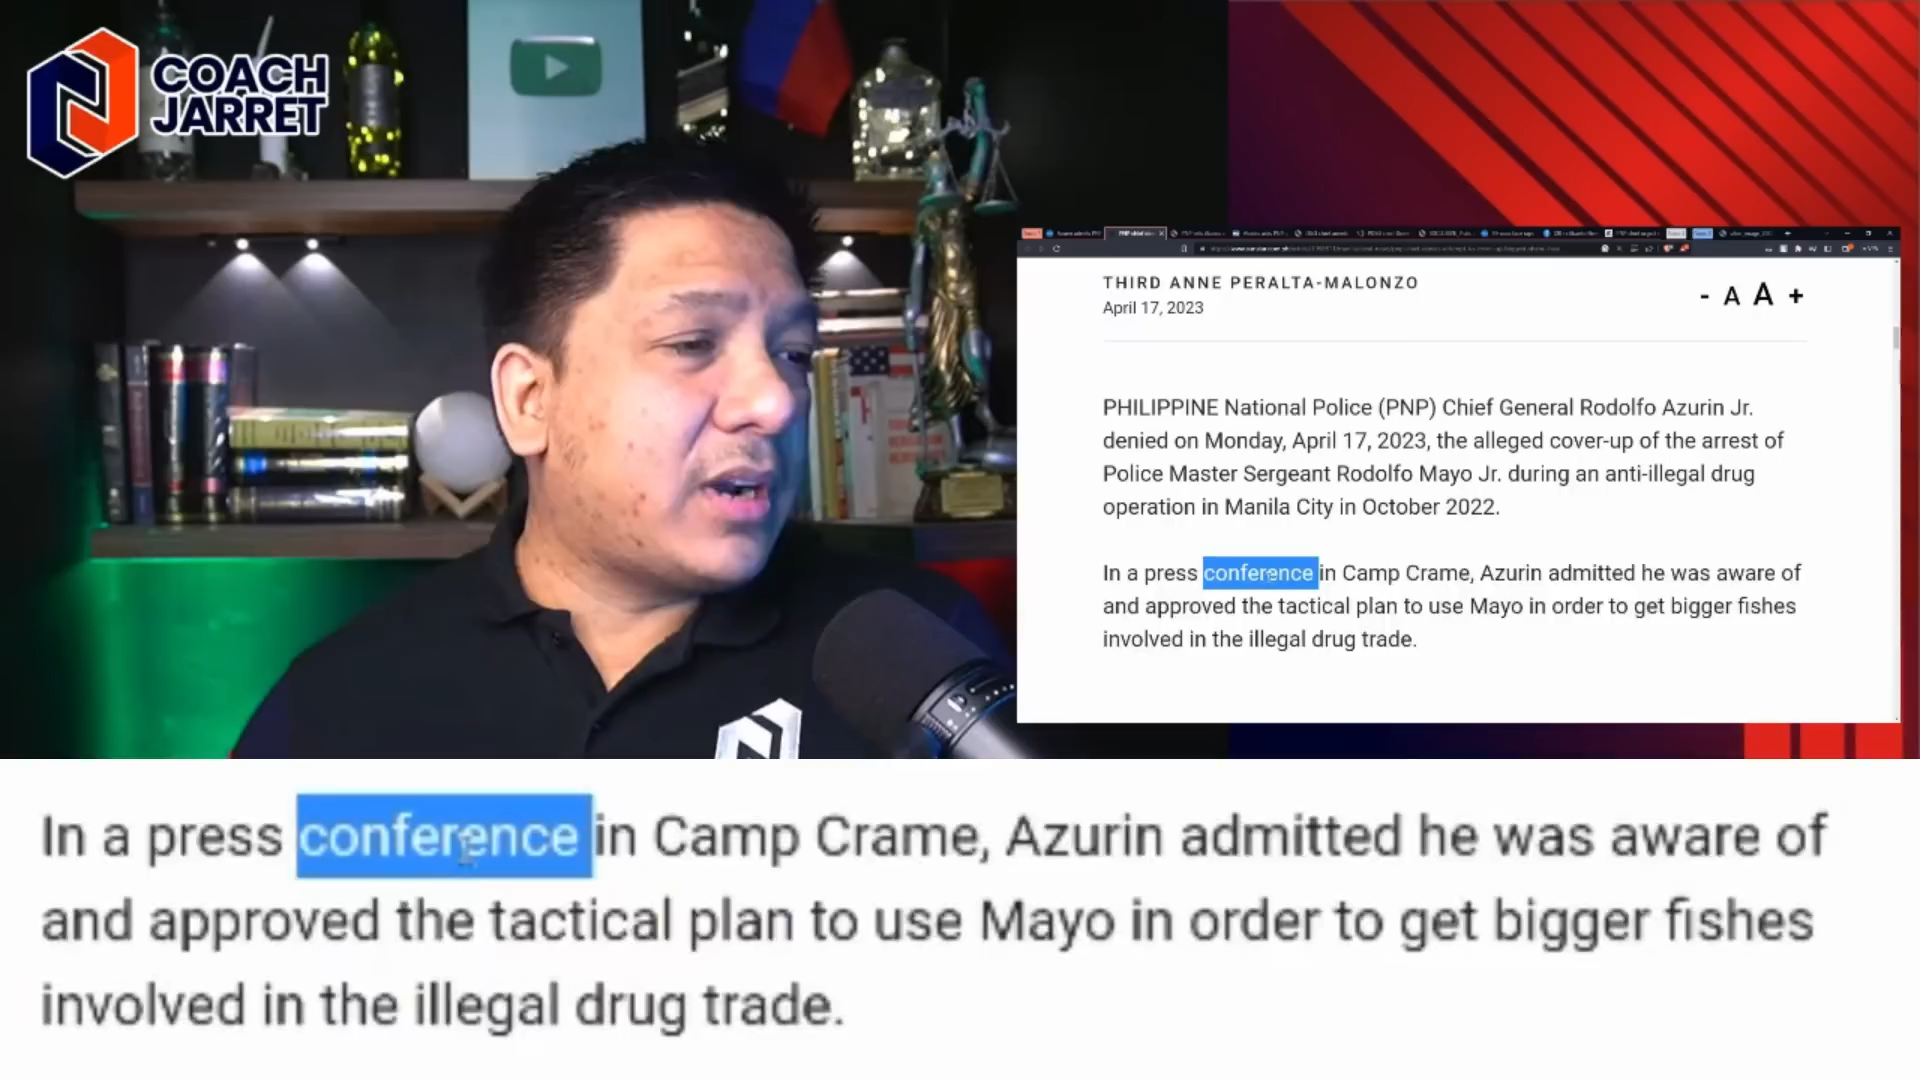 COACH
JARRET
THIRD ANNE PERALTA-MALONZO
April 17, 2023
- A A +
PHILIPPINE National Police (PNP) Chief General Rodolfo Azurin Jr.
denied on Monday, April 17, 2023, the alleged cover-up of the arrest of
Police Master Sergeant Rodolfo Mayo Jr. during an anti-illegal drug
operation in Manila City in October 2022.
In a press conference in Camp Crame, Azurin admitted he was aware of
and approved the tactical plan to use Mayo in order to get bigger fishes
involved in the illegal drug trade.
In a press conference in Camp Crame, Azurin admitted he was aware of
and approved the tactical plan to use Mayo in order to get bigger fishes
involved in the illegal drug trade.